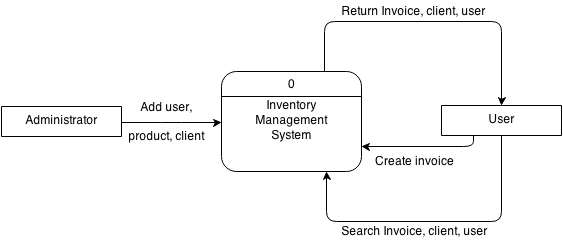 Return Invoice, client, user
0
Inventory
Management
System
Administrator
Add user,
product, client
User
Create invoice
Search Invoice, client, user